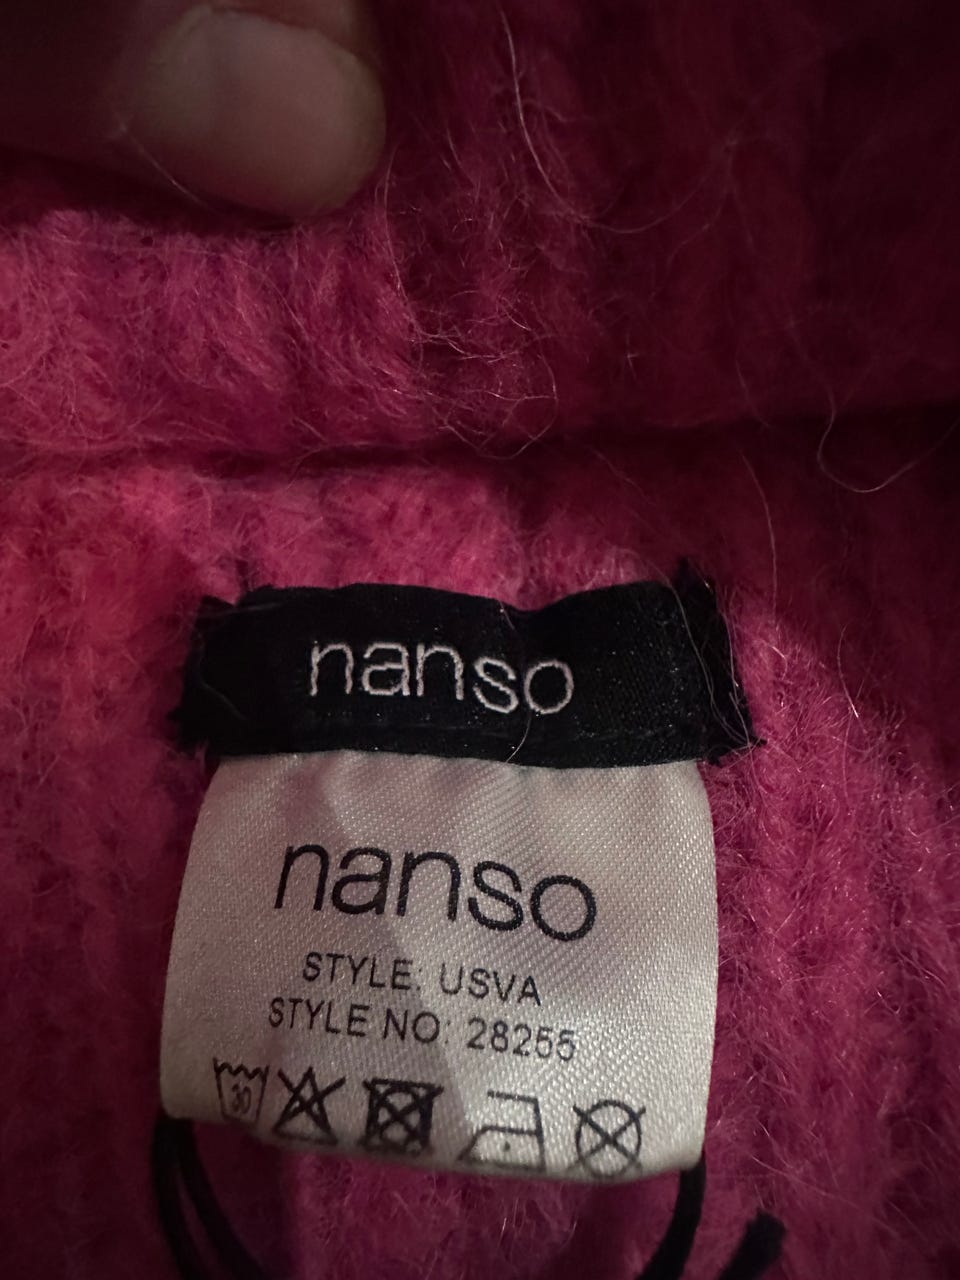 nanso
nanso
STYLE: USVA
STYLE NO: 28255
30